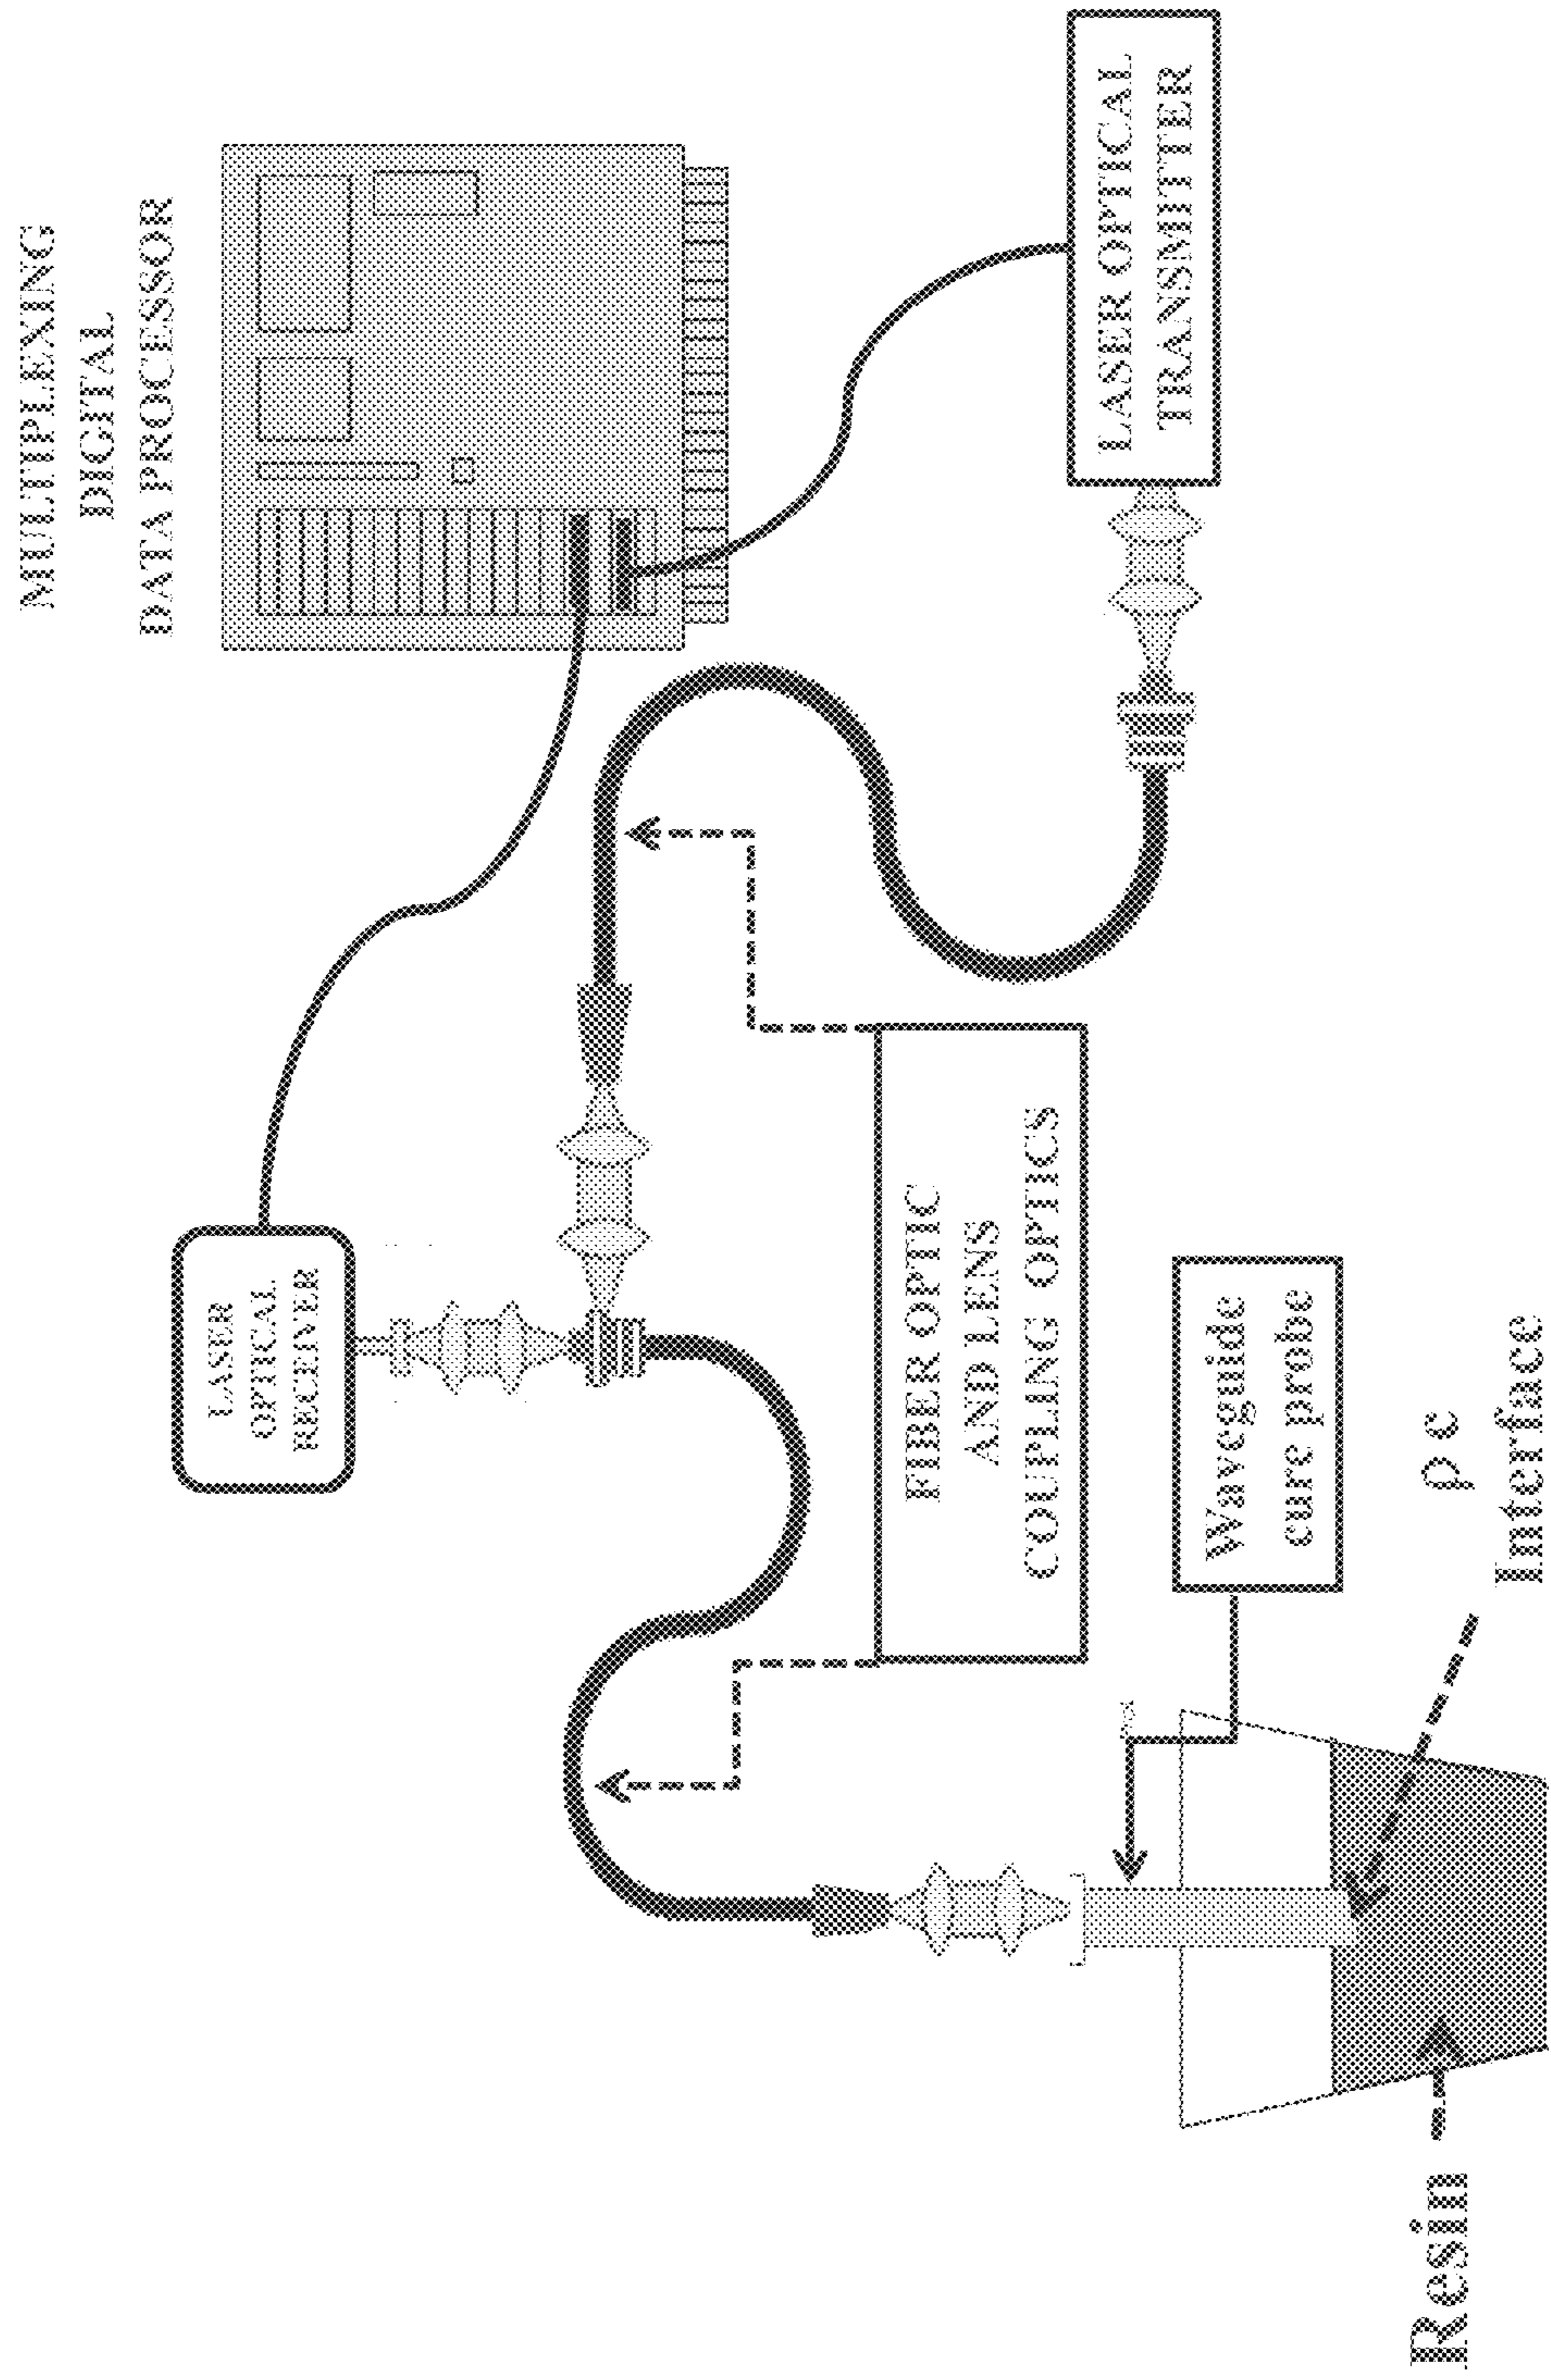 MULTIPLEXING
DIGITAL
DATA PROCESSOR
LASER
OPTICAL
RECEIVER
LASER OPTICAL
TRANSMITTER
FIBER OPTIC
AND LENS
COUPLING OPTICS
Waveguide
cure probe
ρ c
Interface
Resin